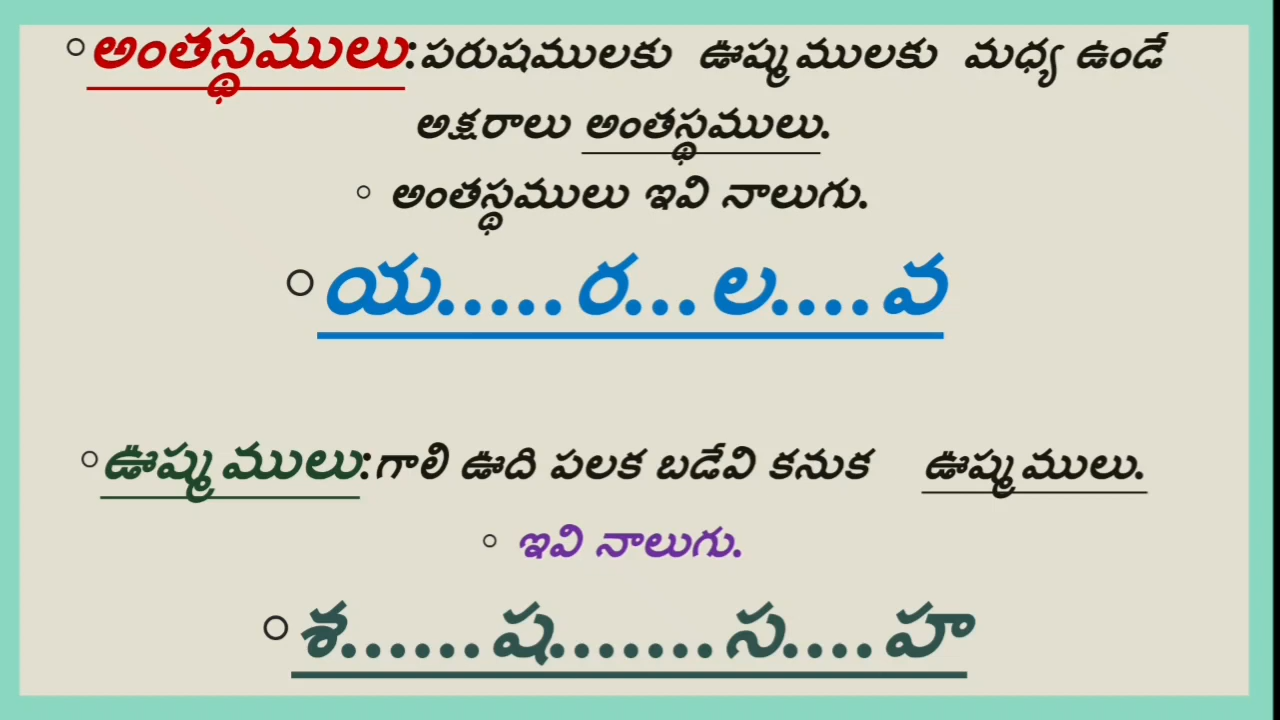 అంతస్థములు:పరుషములకు ఊష్మములకు మధ్య ఉండే
అక్షరాలు అంతస్థములు.
అంతస్థములు ఇవి నాలుగు.
య.....ర...ల....వ
ఊష్మములు:గాలి ఊది పలక బడేవి కనుక ఊష్మములు.
ఇవి నాలుగు.
శ......ష.......స....హ